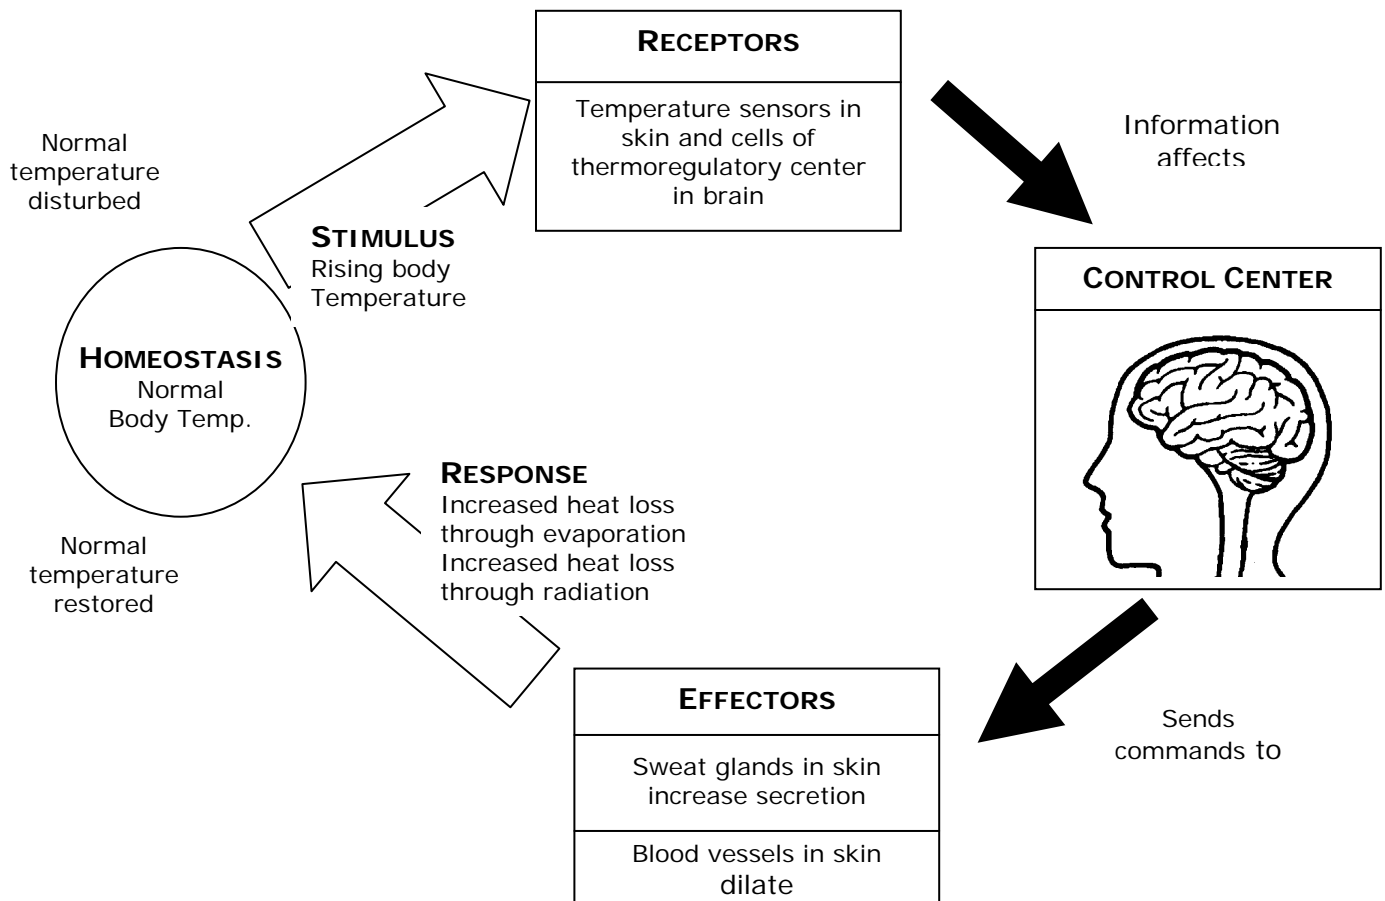 RECEPTORS
Temperature sensors in
skin and cells of
thermoregulatory center
in brain
Information
affects
Normal
temperature
disturbed
STIMULUS
Rising body
Temperature
CONTROL CENTER
HOMEOSTASIS
Normal
Body Temp.
RESPONSE
Increased heat loss
through evaporation
Increased heat loss
through radiation
Normal
temperature
restored
EFFECTORS
Sweat glands in skin
increase secretion
Blood vessels in skin
dilate
Sends
commands to